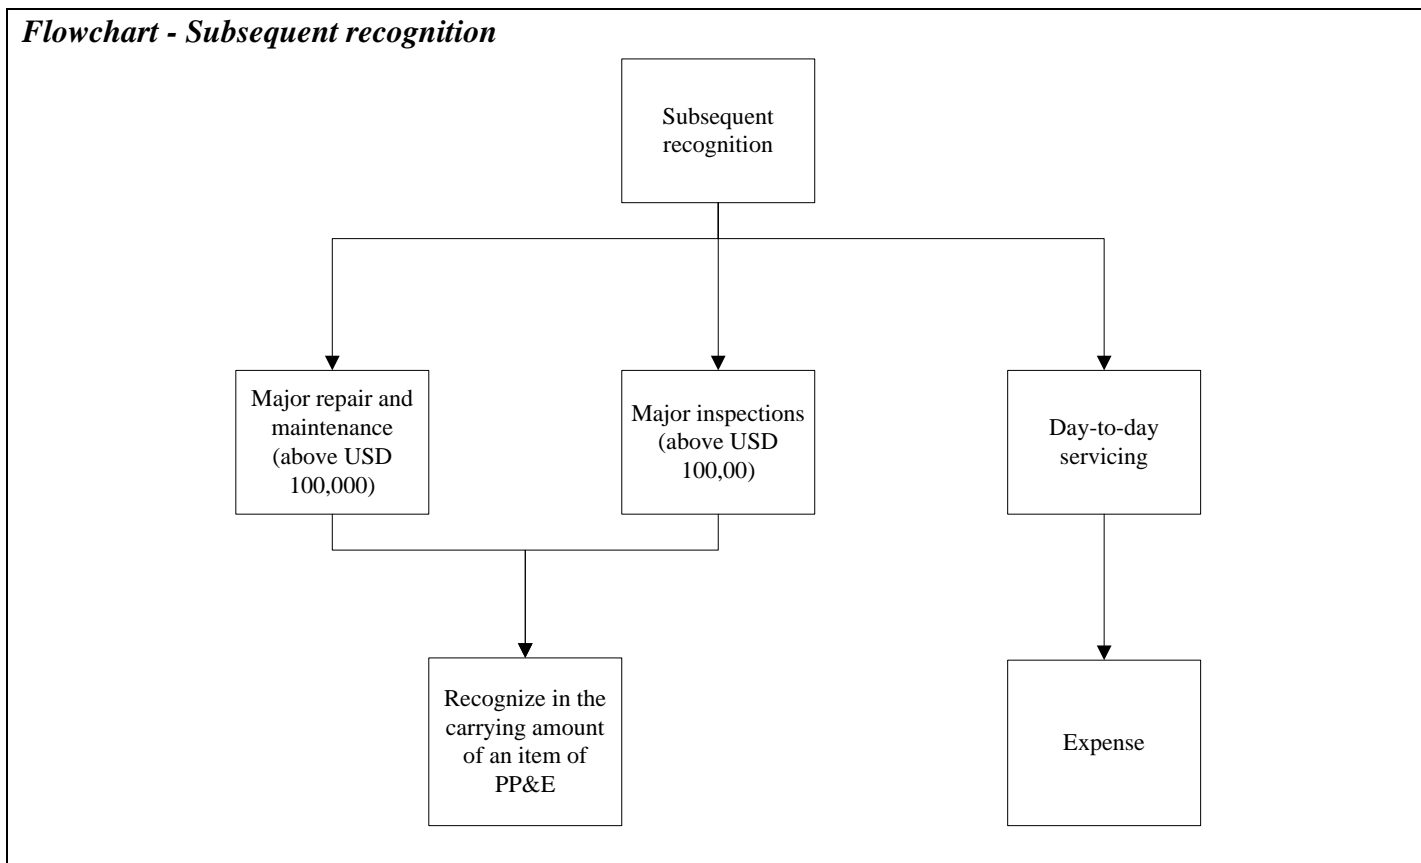 Flowchart - Subsequent recognition
Subsequent
recognition
Major repair and
maintenance
(above USD
100,000)
Major inspections
(above USD
100,00)
Day-to-day
servicing
Recognize in the
carrying amount
of an item of
PP&E
Expense